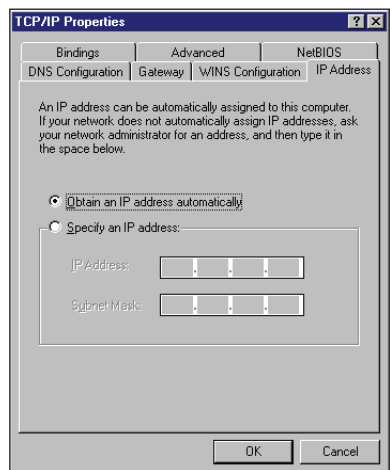 TCP/IP Properties
Bindings Advanced NetBIOS
DNS Configuration Gateway WINS Configuration IP Address
An IP address can be automatically assigned to this computer.
If your network does not automatically assign IP addresses, ask
your network administrator for an address, and then type it in
the space below.
Obtain an IP address automatically
Specify an IP address:
IP Address:
Subnet Mask:
OK Cancel